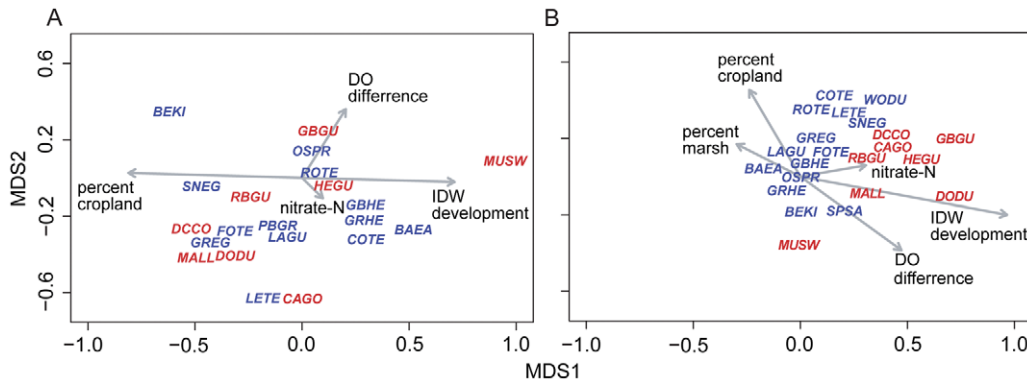 A
B
MDS2
0.6
0.2
−0.2
−0.6
BEKI
DO
differrence
GBGU
OSPR
MUSW
ROTE
percent
cropland
SNEG
HEGU
RBGU
nitrate-N
IDW
development
GBHE
GRHE
DCCO
FOTE
PBGR
BAEA
GREG
LAGU
COTE
MALL
DODU
LETE
CAGO
−1.0
−0.5
0.0
0.5
1.0
percent
cropland
COTE
WODU
ROTE
LETE
SNEG
percent
marsh
GREG
DCCO
GBGU
CAGO
LAGU
FOTE
RBGU
HEGU
BAEA
GBHE
nitrate-N
OSPR
GRHE
MALL
DODU
BEKI
SPSA
IDW
development
MUSW
DO
differrence
−1.0
−0.5
0.0
0.5
1.0
MDS1